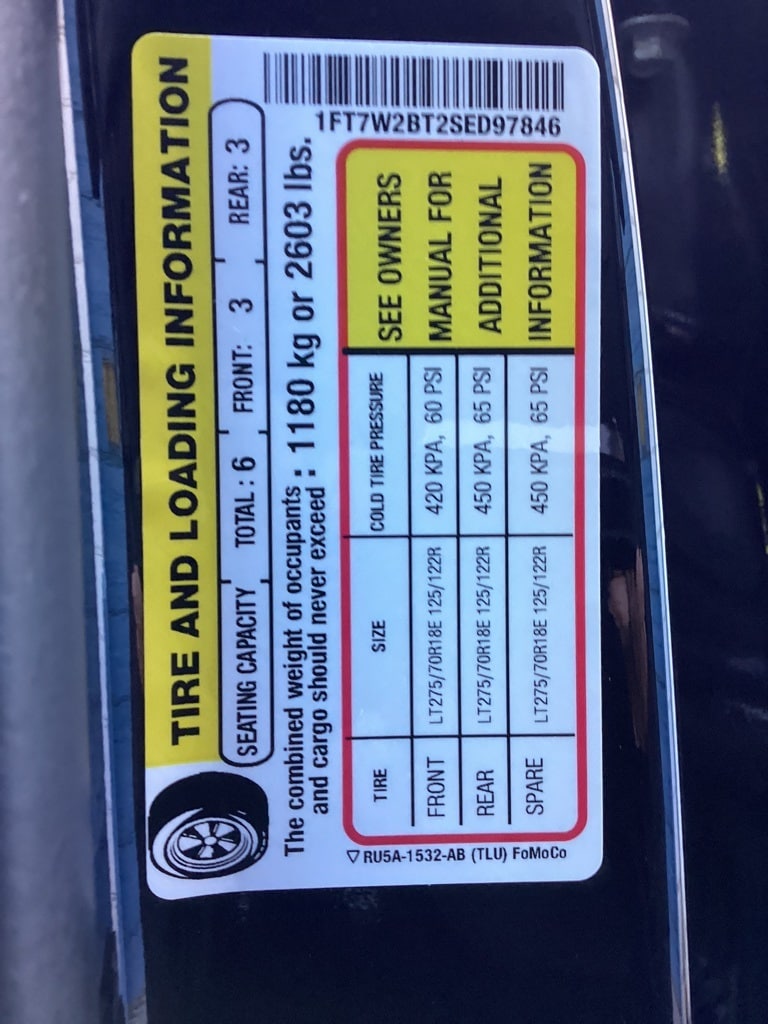 TIRE AND LOADING INFORMATION
SEATING CAPACITY TOTAL : 6 FRONT: 3 REAR: 3
The combined weight of occupants
and cargo should never exceed : 1180 kg or 2603 lbs.
1FT7W2BT2SED97846
TIRE SIZE COLD TIRE PRESSURE
FRONT LT275/70R18E 125/122R 420 KPA, 60 PSI
REAR LT275/70R18E 125/122R 450 KPA, 65 PSI
SPARE LT275/70R18E 125/122R 450 KPA, 65 PSI
SEE OWNERS
MANUAL FOR
ADDITIONAL
INFORMATION
▽ RU5A-1532-AB (TLU) FoMoCo